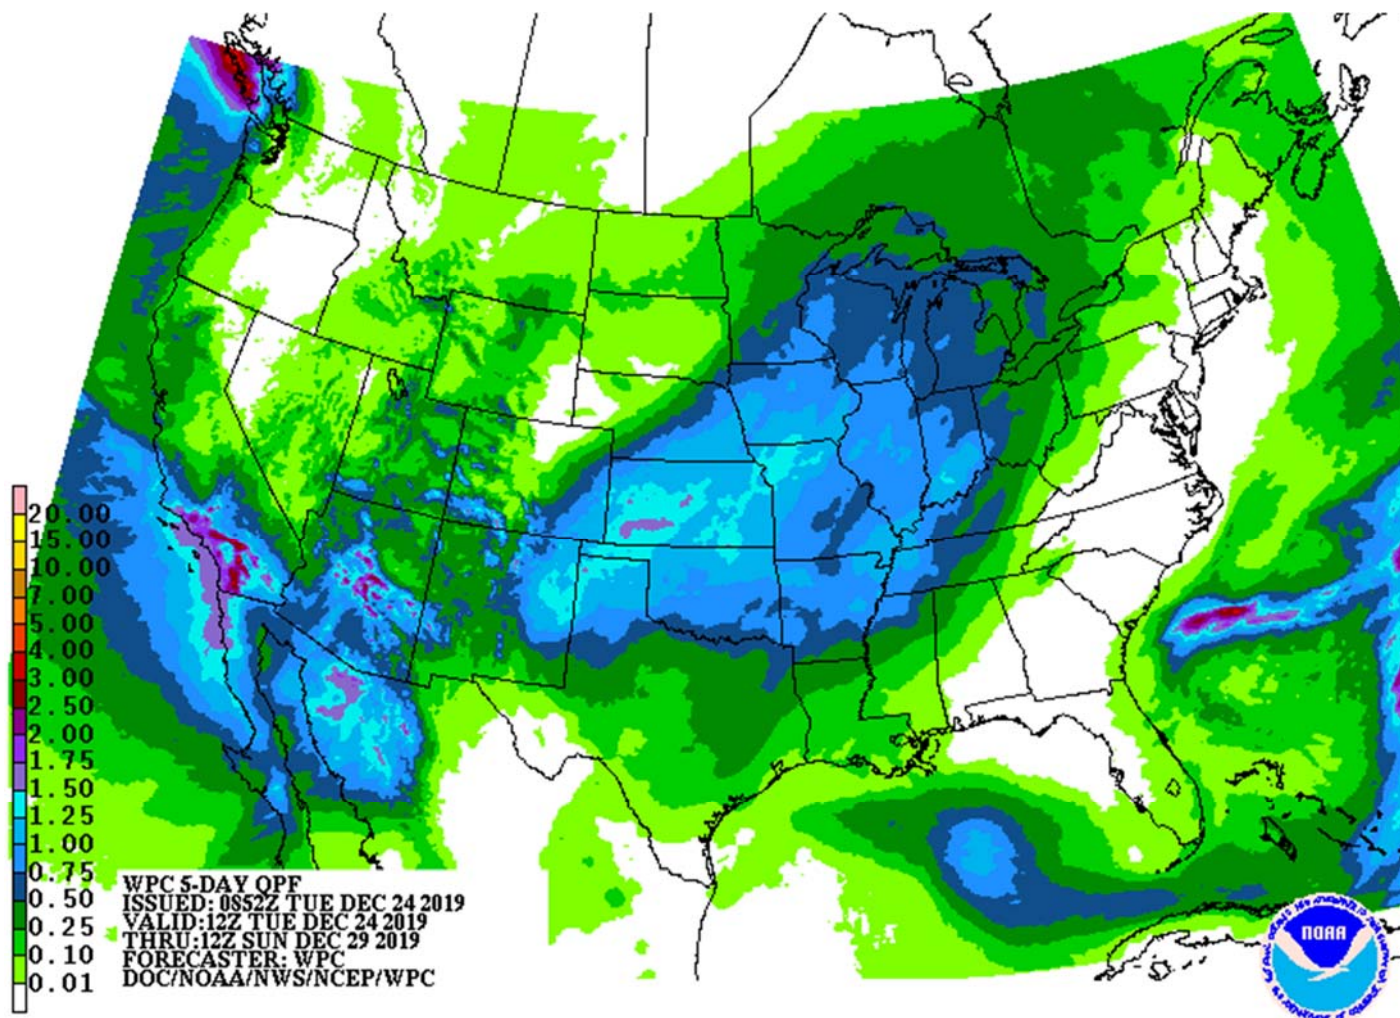 20.00
15.00
10.00
7.00
5.00
4.00
3.00
2.50
2.00
1.75
1.50
1.25
1.00
0.75
0.50
0.25
0.10
0.01
WPC 5-DAY QPF
ISSUED: 0852Z TUE DEC 24 2019
VALID:12Z TUE DEC 24 2019
THRU:12Z SUN DEC 29 2019
FORECASTER: WPC
DOC/NOAA/NWS/NCEP/WPC
NOAA